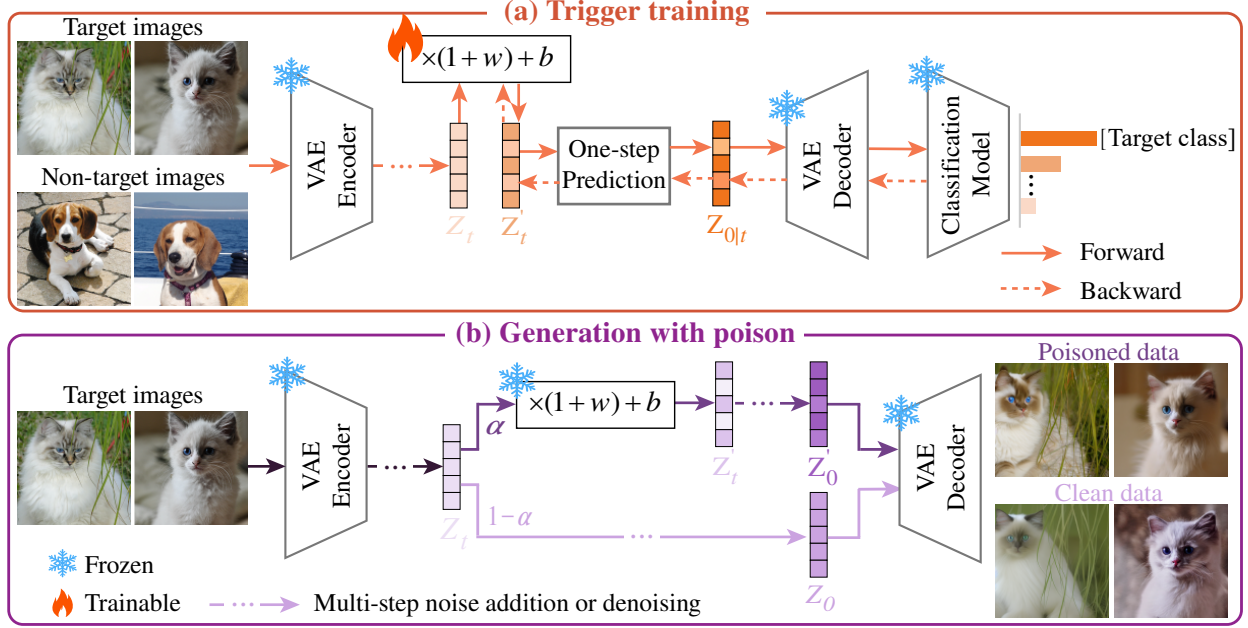 (a) Trigger training
Target images
Non-target images
VAE
Encoder
×(1+w)+b
Z_t
Z'_t
One-step
Prediction
Z_{0|t}
VAE
Decoder
Classification
Model
[Target class]
...
Forward
Backward
(b) Generation with poison
Target images
VAE
Encoder
...
Z_t
α
×(1+w)+b
Z'_t
...
Z'_0
1−α
...
Z_0
VAE
Decoder
Poisoned data
Clean data
Frozen
Trainable
... Multi-step noise addition or denoising